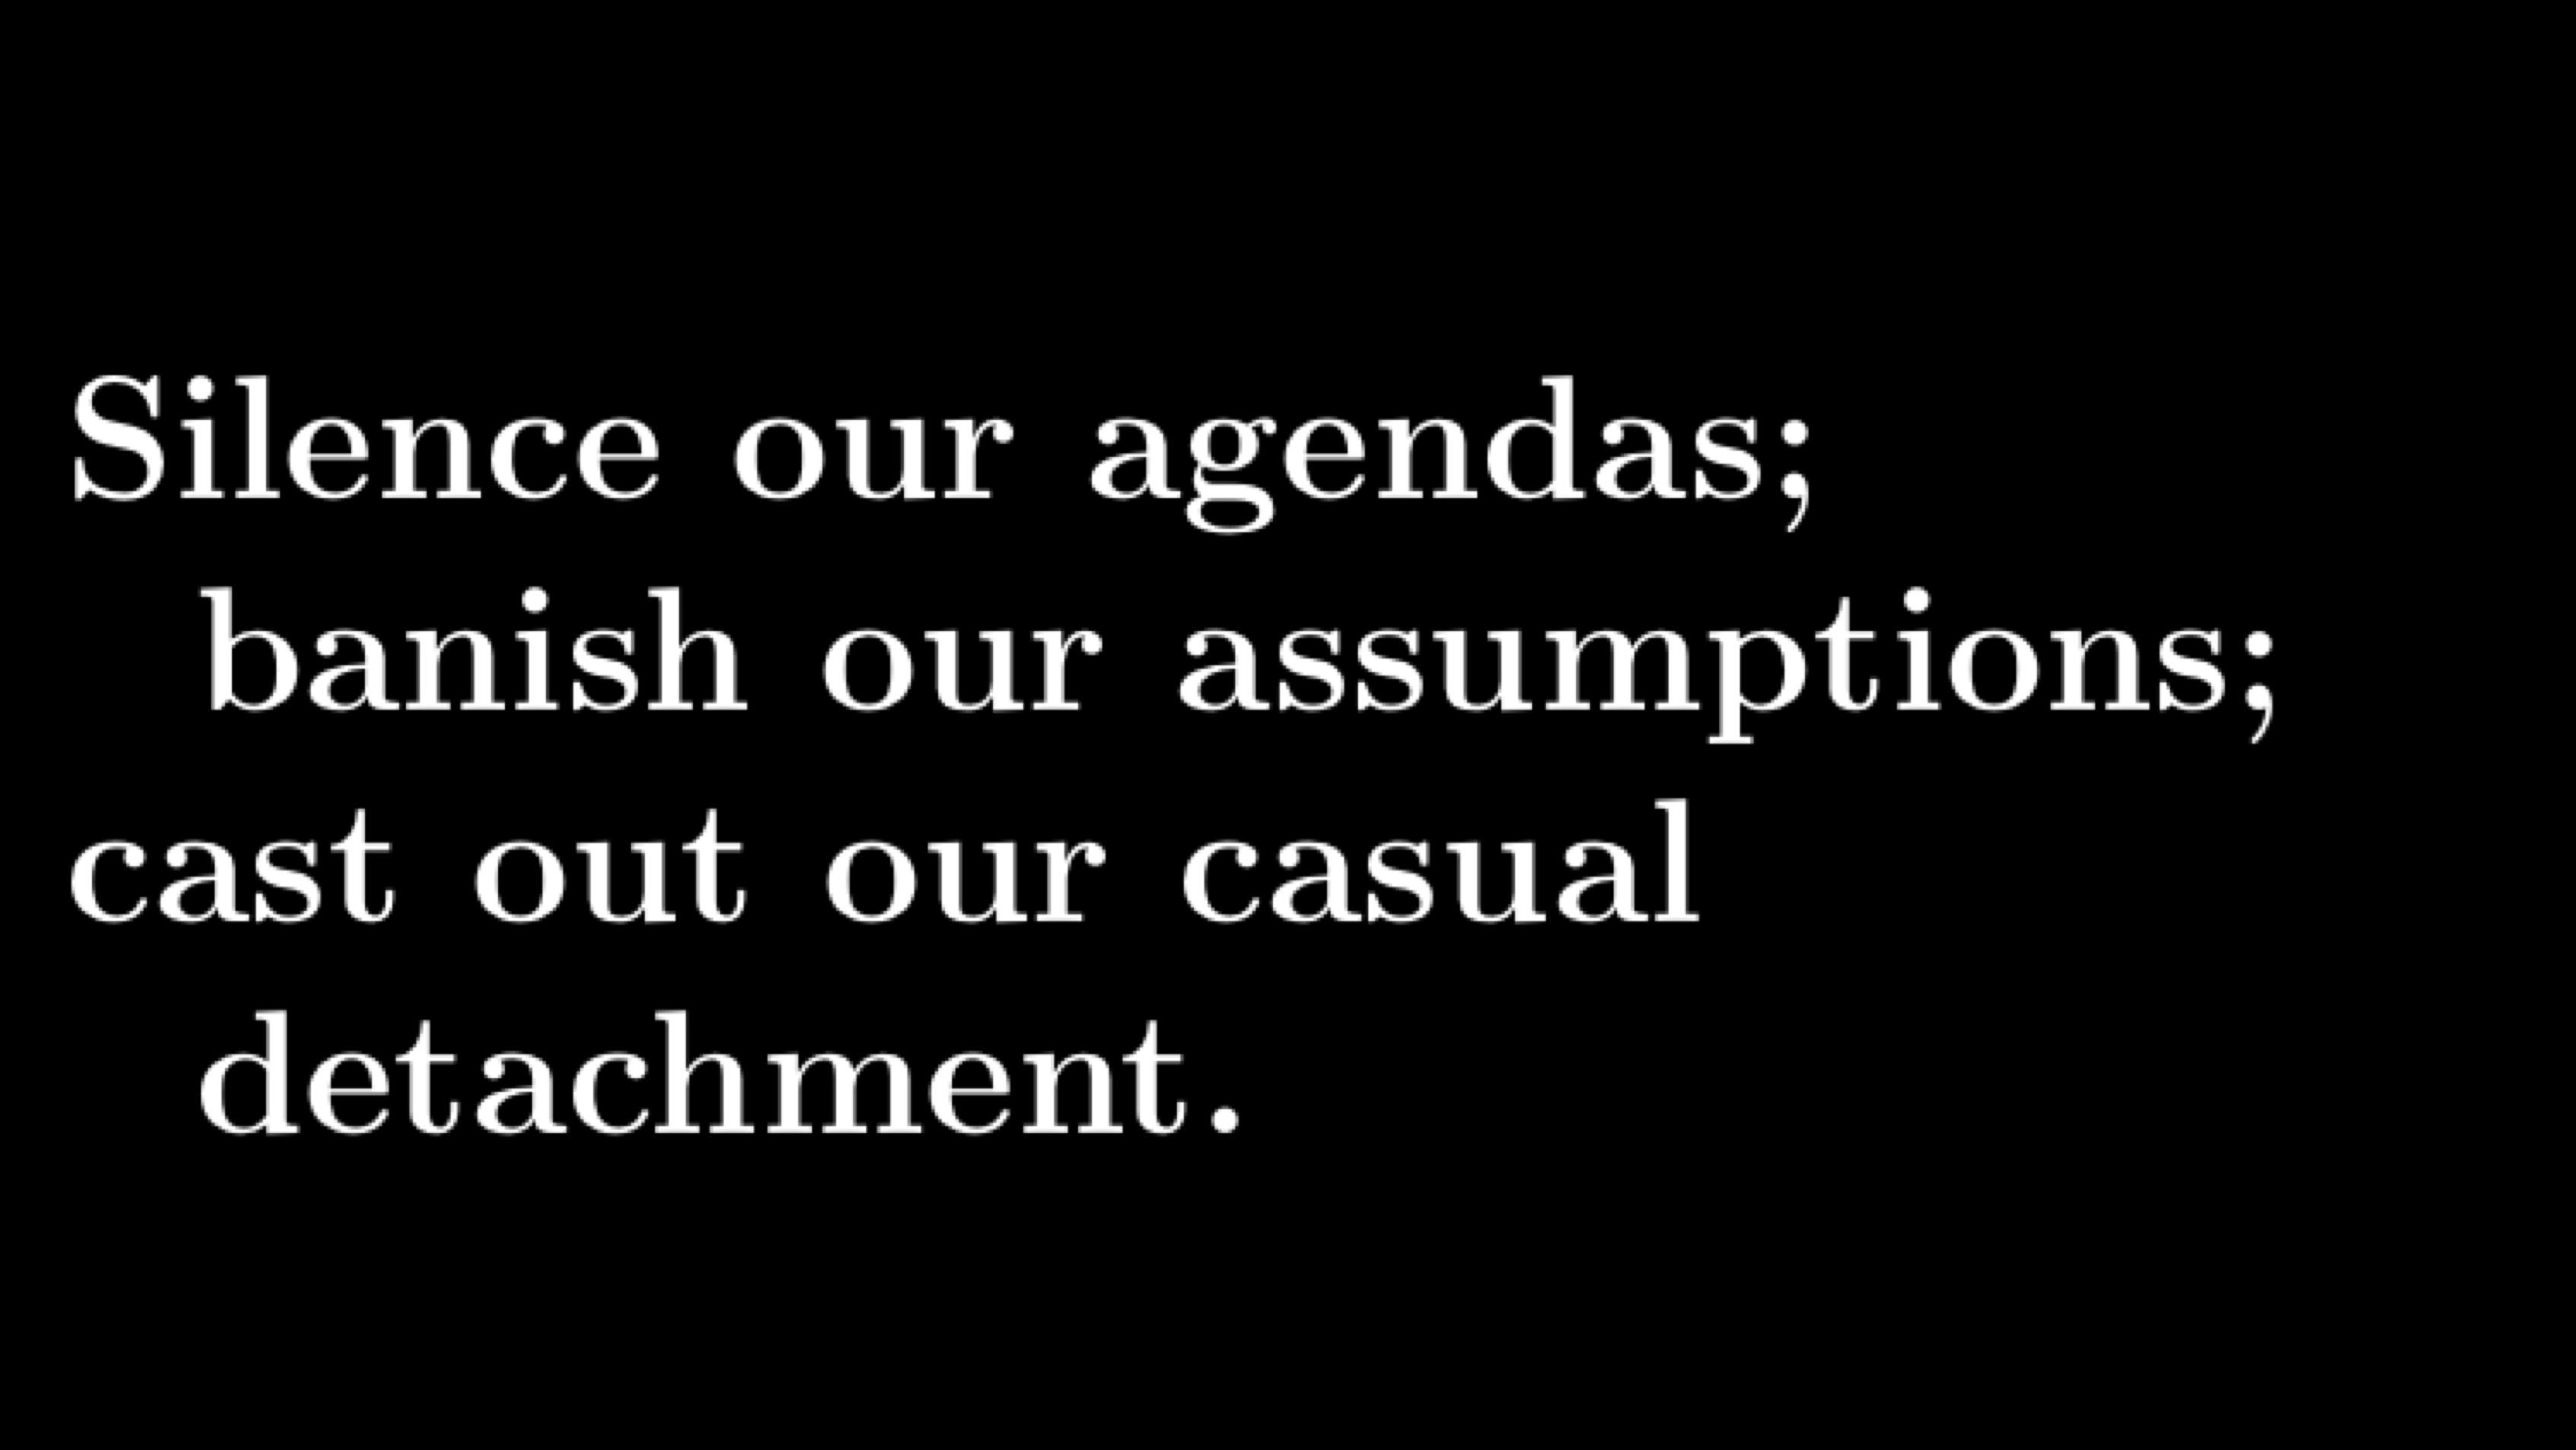 Silence our agendas;
banish our assumptions;
cast out our casual
detachment.